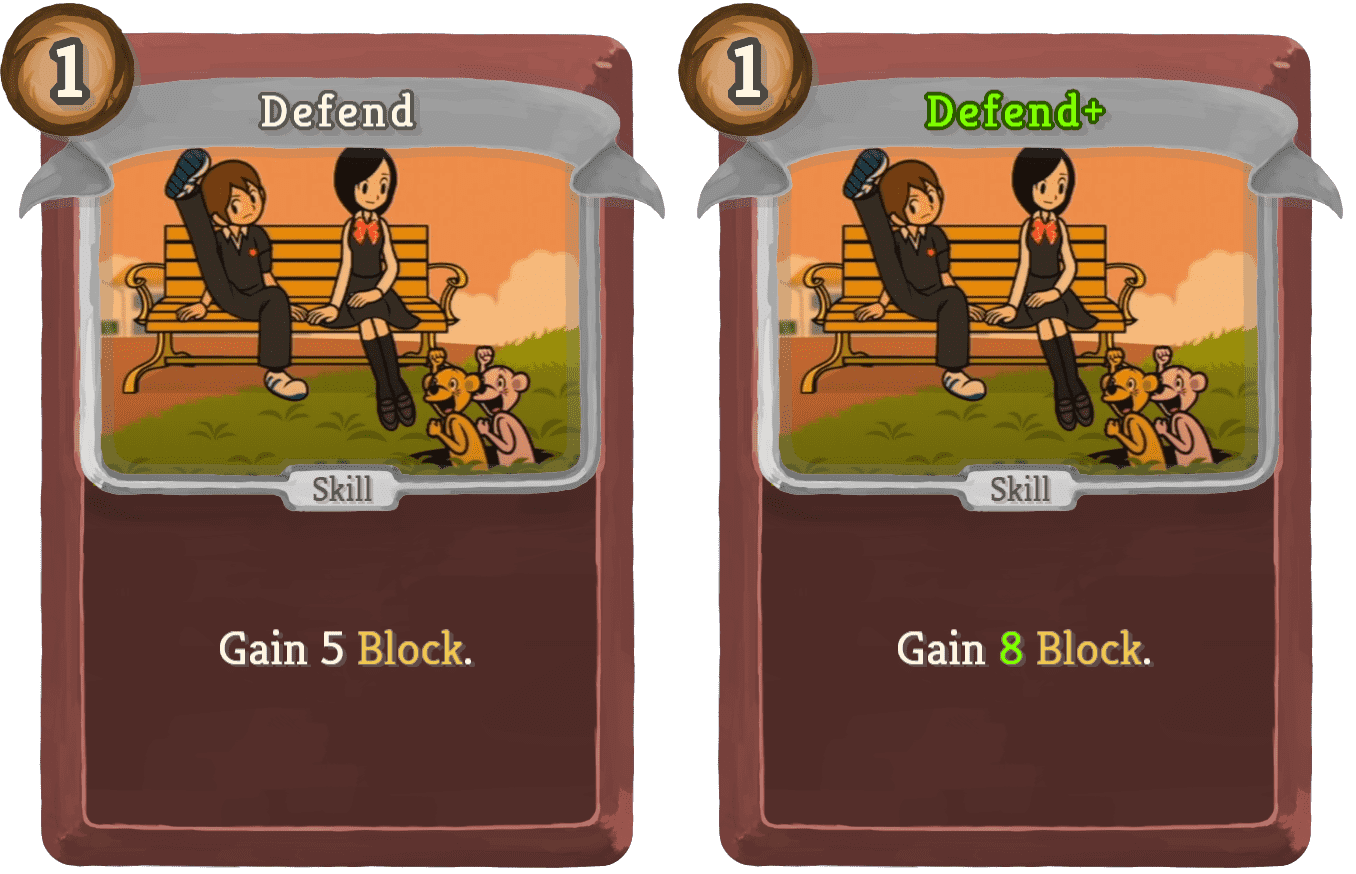 1
Defend
Skill
Gain 5 Block.
1
Defend+
Skill
Gain 8 Block.